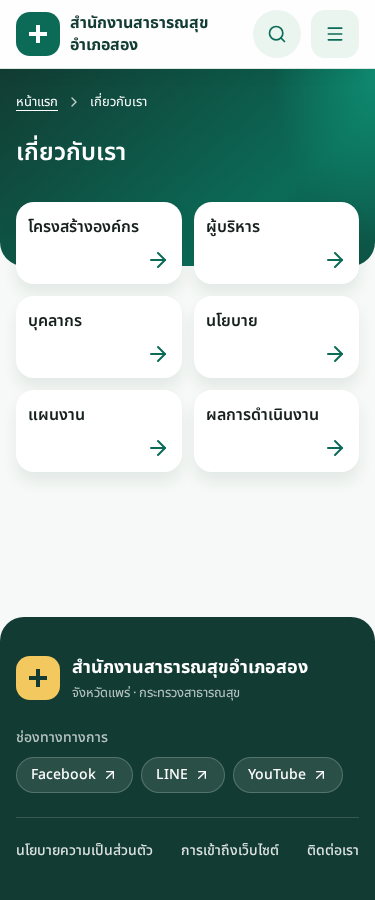 สำนักงานสาธารณสุข
อำเภอสอง
หน้าแรก เกี่ยวกับเรา
เกี่ยวกับเรา
โครงสร้างองค์กร ผู้บริหาร
บุคลากร นโยบาย
แผนงาน ผลการดำเนินงาน
สำนักงานสาธารณสุขอำเภอสอง
จังหวัดแพร่ · กระทรวงสาธารณสุข
ช่องทางทางการ
Facebook LINE YouTube
นโยบายความเป็นส่วนตัว การเข้าถึงเว็บไซต์ ติดต่อเรา